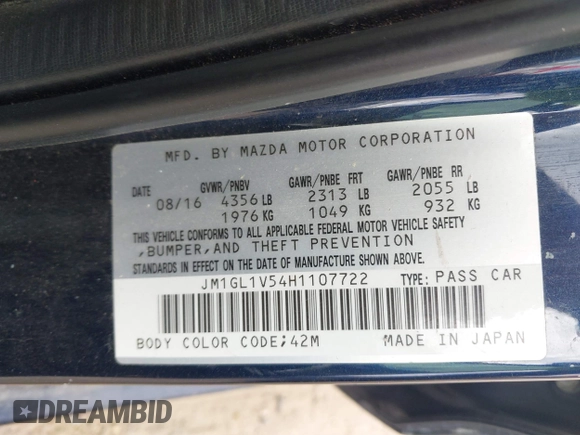 MFD. BY MAZDA MOTOR CORPORATION
DATE GVWR/PNBV GAWR/PNBE FRT GAWR/PNBE RR
08/16 4356 LB 2313 LB 2055 LB
1976 KG 1049 KG 932 KG
THIS VEHICLE CONFORMS TO ALL APPLICABLE FEDERAL MOTOR VEHICLE SAFETY
,BUMPER,AND THEFT PREVENTION
STANDARDS IN EFFECT ON THE DATE OF MANUFACTURE SHOWN ABOVE.
JM1GL1V54H1107722 TYPE: PASS CAR
BODY COLOR CODE;42M MADE IN JAPAN
DREAMBID